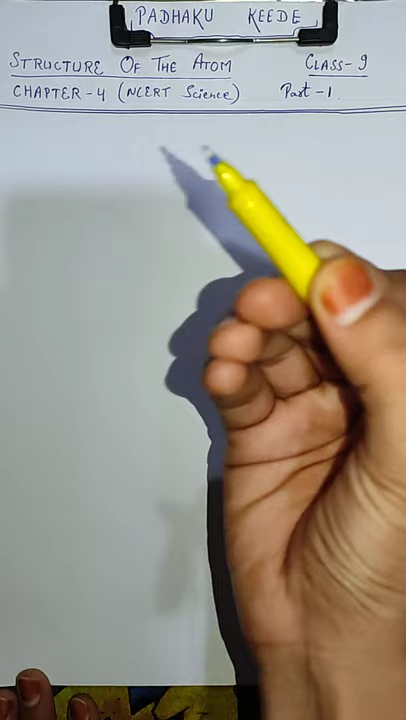 PADHAKU KEEDE
STRUCTURE OF THE ATOM CLASS-9
CHAPTER-4 (NCERT Science) Part-1.